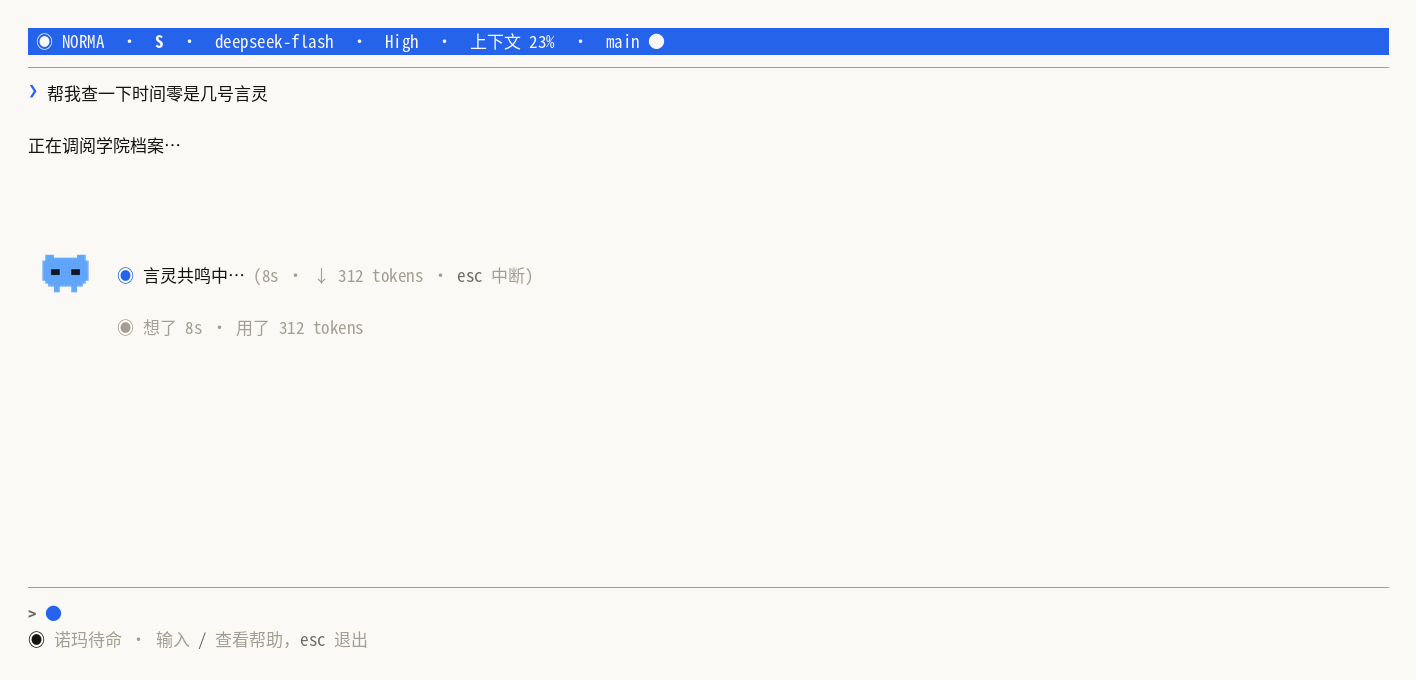 ◉ NORMA · S · deepseek-flash · High · 上下文 23% · main ●
❯ 帮我查一下时间零是几号言灵
正在调阅学院档案…
◉ 言灵共鸣中… (8s · ↓ 312 tokens · esc 中断)
◉ 想了 8s · 用了 312 tokens
> ●
◉ 诺玛待命 · 输入 / 查看帮助，esc 退出